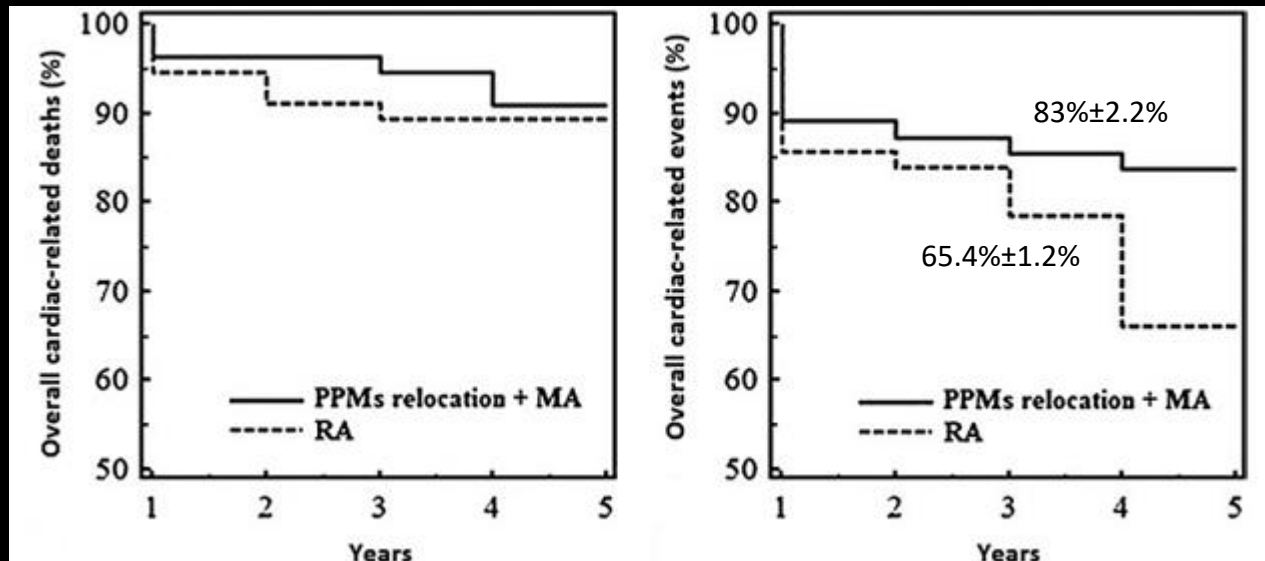 Overall cardiac-related deaths (%)
100
90
80
70
60
50
PPMs relocation + MA
RA
1 2 3 4 5
Years
Overall cardiac-related events (%)
100
90
80
70
60
50
83%±2.2%
65.4%±1.2%
PPMs relocation + MA
RA
1 2 3 4 5
Years